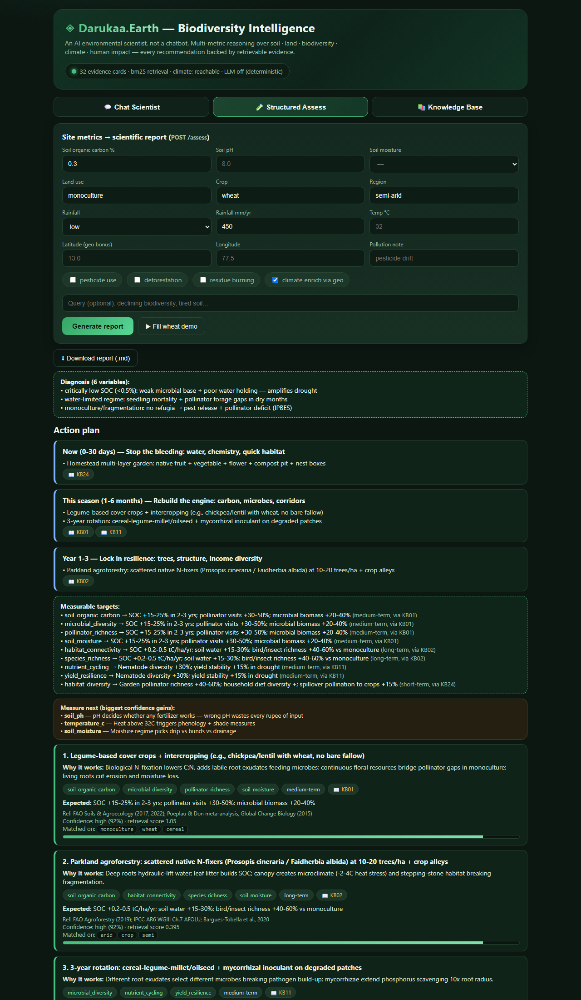 Darukaa.Earth — Biodiversity Intelligence
An AI environmental scientist, not a chatbot. Multi-metric reasoning over soil · land · biodiversity ·
climate · human impact — every recommendation backed by retrievable evidence.
32 evidence cards · bm25 retrieval · climate: reachable · LLM off (deterministic)
Chat Scientist
Structured Assess
Knowledge Base
Site metrics → scientific report (POST /assess)
Soil organic carbon %
Soil pH
Soil moisture
0.3
8.0
—
Land use
Crop
Region
monoculture
wheat
semi-arid
Rainfall
Rainfall mm/yr
Temp °C
low
450
32
Latitude (geo bonus)
Longitude
Pollution note
13.0
77.5
pesticide drift
pesticide use
deforestation
residue burning
climate enrich via geo
Query (optional): declining biodiversity, tired soil…
Generate report
▶ Fill wheat demo
⬇ Download report (.md)
Diagnosis (6 variables):
• critically low SOC (<0.5%): weak microbial base + poor water holding — amplifies drought
• water-limited regime: seedling mortality + pollinator forage gaps in dry months
• monoculture/fragmentation: no refugia → pest release + pollinator deficit (IPBES)
Action plan
Now (0-30 days) — Stop the bleeding: water, chemistry, quick habitat
• Homestead multi-layer garden: native fruit + vegetable + flower + compost pit + nest boxes
KB24
This season (1-6 months) — Rebuild the engine: carbon, microbes, corridors
• Legume-based cover crops + intercropping (e.g., chickpea/lentil with wheat, no bare fallow)
• 3-year rotation: cereal-legume-millet/oilseed + mycorrhizal inoculant on degraded patches
KB01 KB11
Year 1-3 — Lock in resilience: trees, structure, income diversity
• Parkland agroforestry: scattered native N-fixers (Prosopis cineraria / Faidherbia albida) at 10-20 trees/ha + crop alleys
KB02
Measurable targets:
• soil_organic_carbon → SOC +15-25% in 2-3 yrs; pollinator visits +30-50%; microbial biomass +20-40% (medium-term, via KB01)
• microbial_diversity → SOC +15-25% in 2-3 yrs; pollinator visits +30-50%; microbial biomass +20-40% (medium-term, via KB01)
• pollinator_richness → SOC +15-25% in 2-3 yrs; pollinator visits +30-50%; microbial biomass +20-40% (medium-term, via KB01)
• soil_moisture → SOC +15-25% in 2-3 yrs; pollinator visits +30-50%; microbial biomass +20-40% (medium-term, via KB01)
• habitat_connectivity → SOC +0.2-0.5 tC/ha/yr; soil water +15-30%; bird/insect richness +40-60% vs monoculture (long-term, via KB02)
• species_richness → SOC +0.2-0.5 tC/ha/yr; soil water +15-30%; bird/insect richness +40-60% vs monoculture (long-term, via KB02)
• nutrient_cycling → Nematode diversity +30%; yield stability +15% in drought (medium-term, via KB11)
• yield_resilience → Nematode diversity +30%; yield stability +15% in drought (medium-term, via KB11)
• habitat_diversity → Garden pollinator richness +40-60%; household diet diversity +; spillover pollination to crops +15% (short-term, via KB24)
Measure next (biggest confidence gains):
• soil_ph — pH decides whether any fertilizer works — wrong pH wastes every rupee of input
• temperature_c — Heat above 32C triggers phenology + shade measures
• soil_moisture — Moisture regime picks drip vs bunds vs drainage
1. Legume-based cover crops + intercropping (e.g., chickpea/lentil with wheat, no bare fallow)
Why it works: Biological N-fixation lowers C:N, adds labile root exudates feeding microbes; continuous floral resources bridge pollinator gaps in monoculture;
living roots cut erosion and moisture loss.
soil_organic_carbon microbial_diversity pollinator_richness soil_moisture medium-term KB01
Expected: SOC +15-25% in 2-3 yrs; pollinator visits +30-50%; microbial biomass +20-40%
Ref: FAO Soils & Agroecology (2017, 2022); Poeplau & Don meta-analysis, Global Change Biology (2015)
Confidence: high (92%) · retrieval score 1.05
Matched on: monoculture wheat cereal
2. Parkland agroforestry: scattered native N-fixers (Prosopis cineraria / Faidherbia albida) at 10-20 trees/ha + crop alleys
Why it works: Deep roots hydraulic-lift water; leaf litter builds SOC; canopy creates microclimate (-2-4C heat stress) and stepping-stone habitat breaking
fragmentation.
soil_organic_carbon habitat_connectivity species_richness soil_moisture long-term KB02
Expected: SOC +0.2-0.5 tC/ha/yr; soil water +15-30%; bird/insect richness +40-60% vs monoculture
Ref: FAO Agroforestry (2019); IPCC AR6 WGIII Ch.7 AFOLU; Bargues-Tobella et al., 2020
Confidence: high (92%) · retrieval score 0.395
Matched on: arid crop semi
3. 3-year rotation: cereal-legume-millet/oilseed + mycorrhizal inoculant on degraded patches
Why it works: Different root exudates select different microbes breaking pathogen build-up; mycorrhizae extend phosphorus scavenging 10x root radius.
microbial_diversity nutrient_cycling yield_resilience medium-term KB11